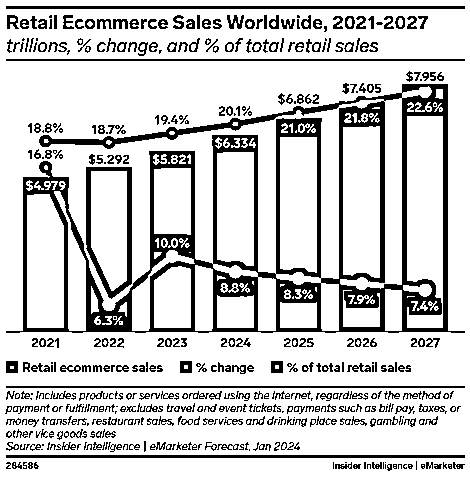 Retail Ecommerce Sales Worldwide, 2021-2027
trillions, % change, and % of total retail sales
$7.956
$7.405
$6.862
20.1%
19.4%
18.8%
18.7%
22.6%
21.8%
21.0%
$6.334
16.8%
$5.292
$5.821
$4.979
10.0%
6.3%
8.8%
8.3%
7.9%
7.4%
2021 2022 2023 2024 2025 2026 2027
Retail ecommerce sales % change % of total retail sales
Note: includes products or services ordered using the internet, regardless of the method of
payment or fulfillment; excludes travel and event tickets, payments such as bill pay, taxes, or
money transfers, restaurant sales, food services and drinking place sales, gambling and
other vice goods sales
Source: Insider Intelligence | eMarketer Forecast, Jan 2024
284586 Insider Intelligence | eMarketer